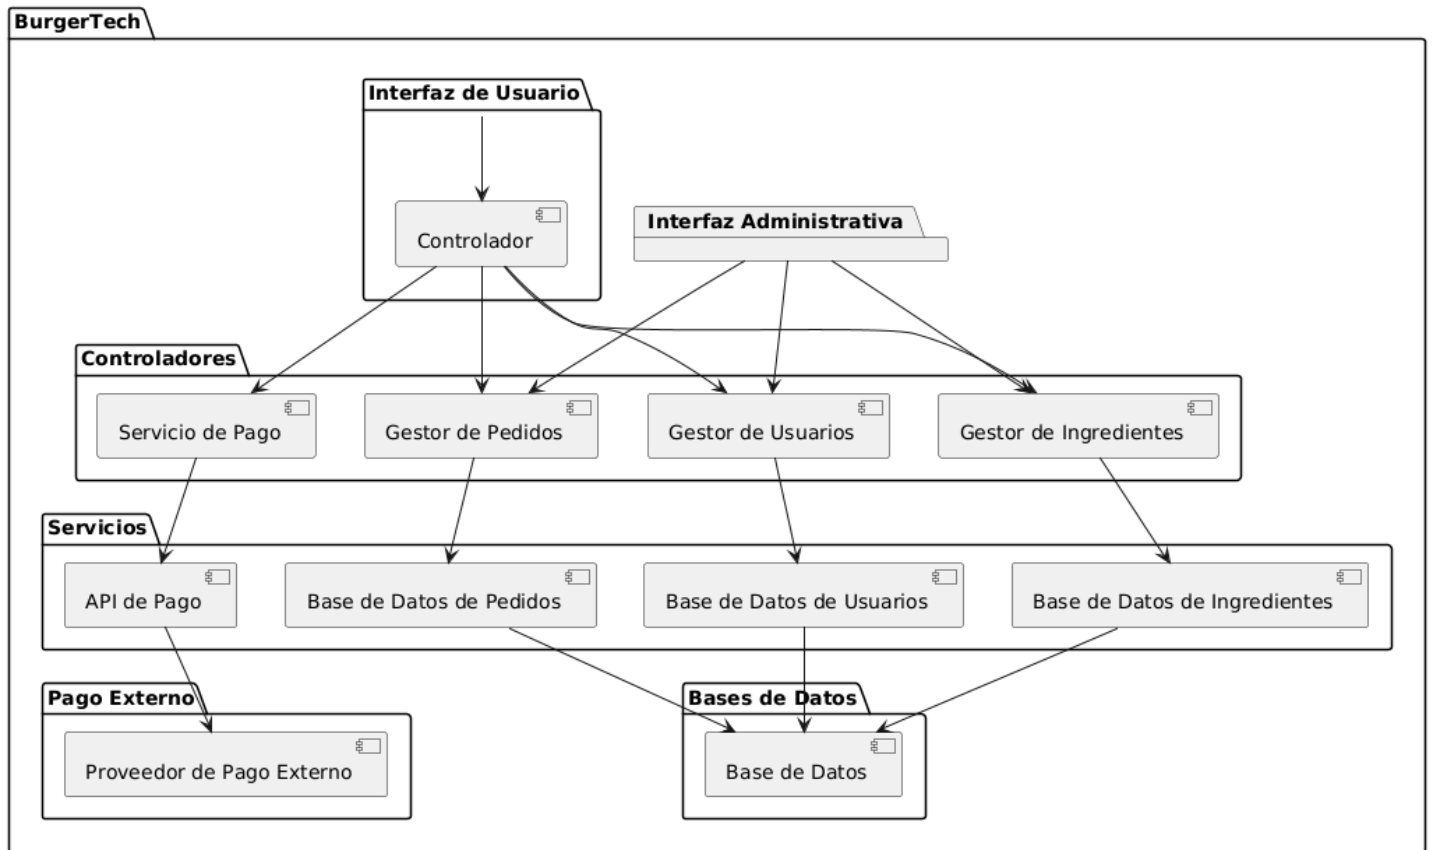 BurgerTech
Interfaz de Usuario
Controlador
Interfaz Administrativa
Controladores
Servicio de Pago
Gestor de Pedidos
Gestor de Usuarios
Gestor de Ingredientes
Servicios
API de Pago
Base de Datos de Pedidos
Base de Datos de Usuarios
Base de Datos de Ingredientes
Pago Externo
Proveedor de Pago Externo
Bases de Datos
Base de Datos